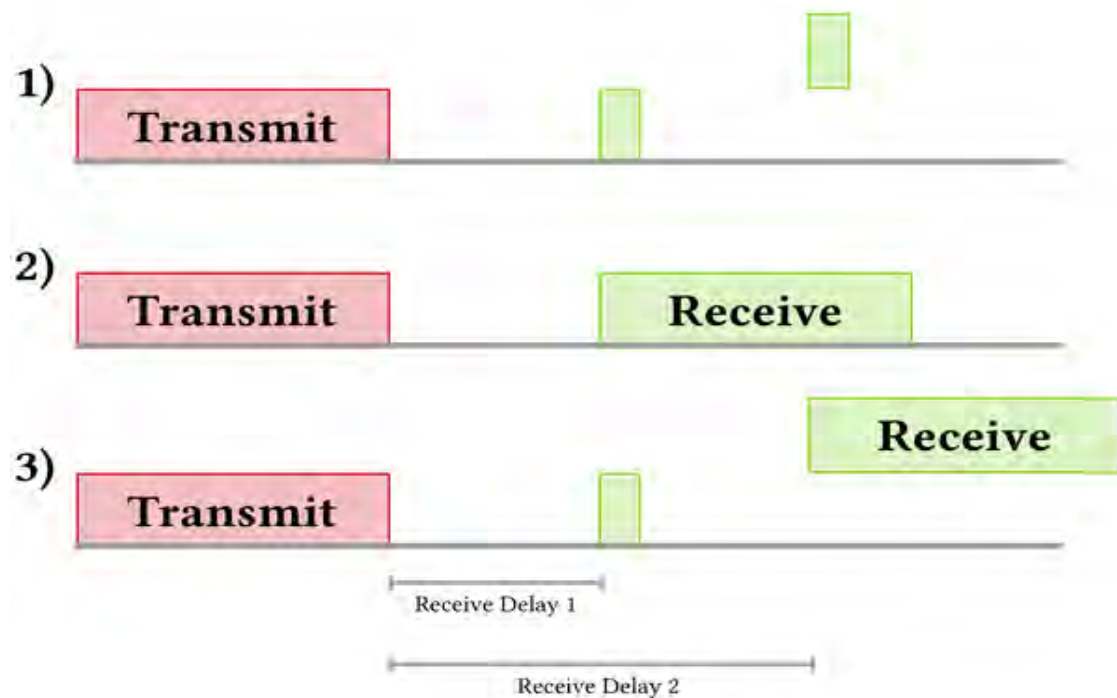 1)
Transmit
2)
Transmit
Receive
Receive
3)
Transmit
Receive Delay 1
Receive Delay 2